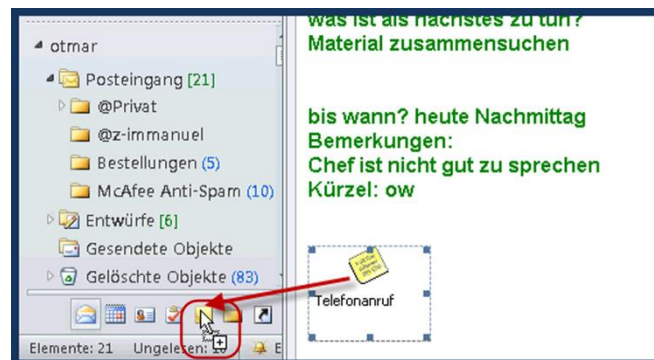 otmar
Posteingang [21]
@Privat
@z-immanuel
Bestellungen (5)
McAfee Anti-Spam (10)
Entwürfe [6]
Gesendete Objekte
Gelöschte Objekte (83)
Elemente: 21 Ungelesen: E
was ist als nächstes zu tun?
Material zusammensuchen
bis wann? heute Nachmittag
Bemerkungen:
Chef ist nicht gut zu sprechen
Kürzel: ow
Telefonanruf